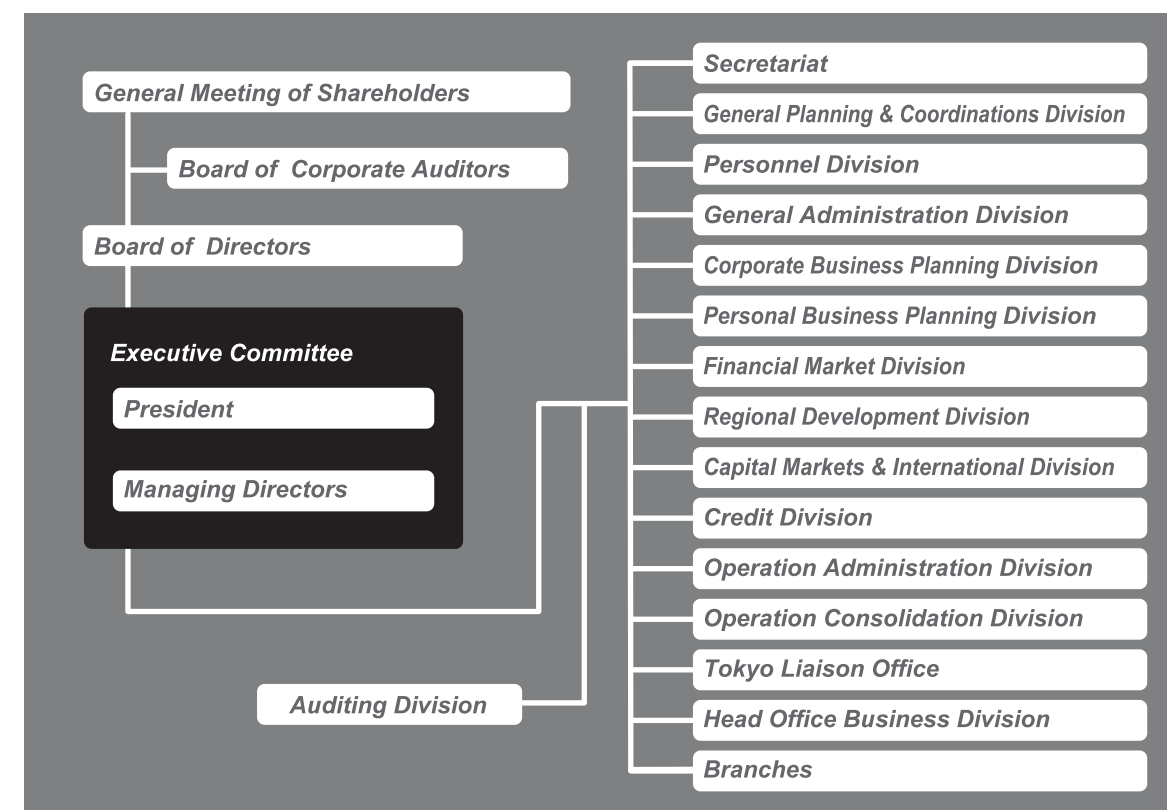 General Meeting of Shareholders
Board of Corporate Auditors
Board of Directors
Executive Committee
President
Managing Directors
Auditing Division
Secretariat
General Planning & Coordinations Division
Personnel Division
General Administration Division
Corporate Business Planning Division
Personal Business Planning Division
Financial Market Division
Regional Development Division
Capital Markets & International Division
Credit Division
Operation Administration Division
Operation Consolidation Division
Tokyo Liaison Office
Head Office Business Division
Branches